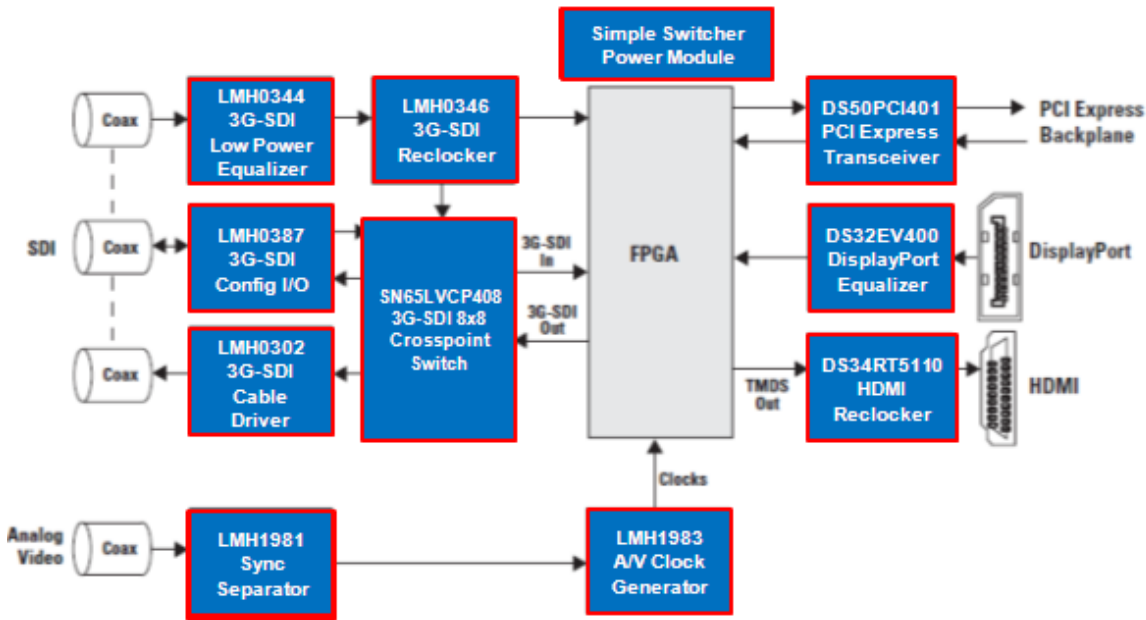 Simple Switcher
Power Module
Coax
LMH0344
3G-SDI
Low Power
Equalizer
LMH0346
3G-SDI
Reclocker
DS50PCI401
PCI Express
Transceiver
PCI Express
Backplane
SDI
Coax
LMH0387
3G-SDI
Config I/O
SN65LVCP408
3G-SDI 8x8
Crosspoint
Switch
3G-SDI
In
3G-SDI
Out
FPGA
DS32EV400
DisplayPort
Equalizer
DisplayPort
Coax
LMH0302
3G-SDI
Cable
Driver
TMDS
Out
DS34RT5110
HDMI
Reclocker
HDMI
Clocks
Analog
Video
Coax
LMH1981
Sync
Separator
LMH1983
A/V Clock
Generator